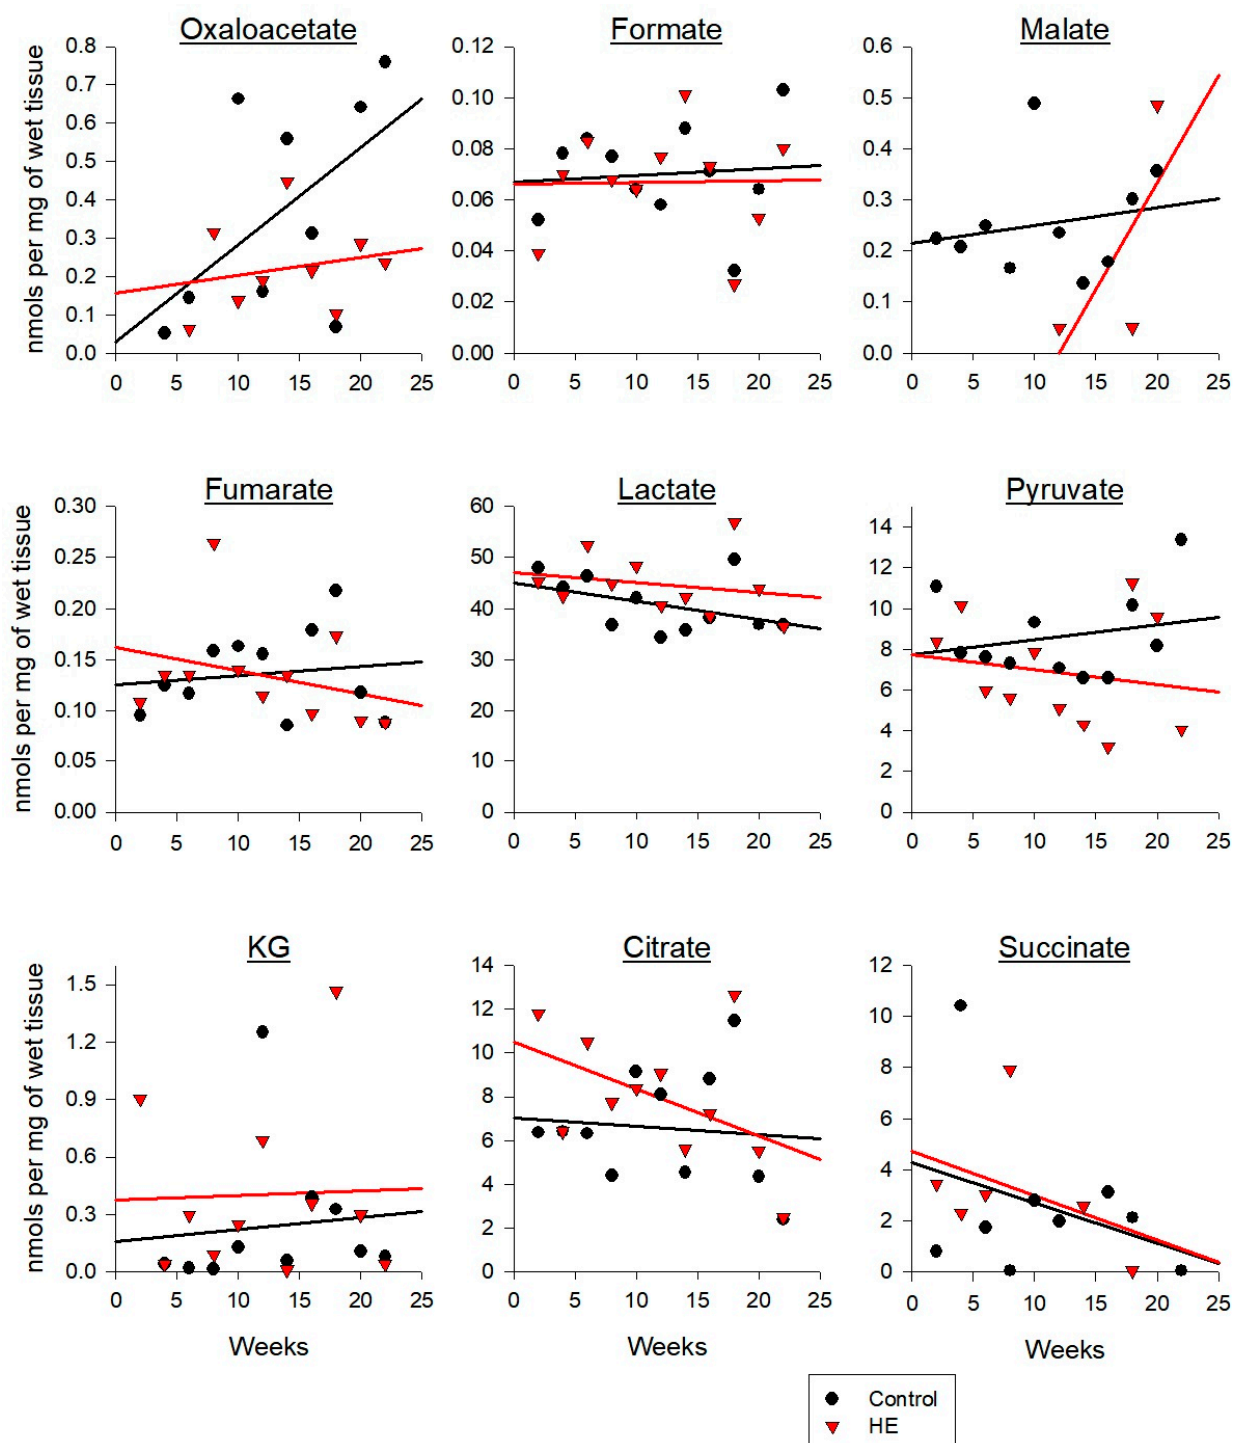 Oxaloacetate Formate Malate
nmols per mg of wet tissue
0.8 0.7 0.6 0.5 0.4 0.3 0.2 0.1 0.0
0 5 10 15 20 25
0.12 0.10 0.08 0.06 0.04 0.02 0.00
0 5 10 15 20 25
0.6 0.5 0.4 0.3 0.2 0.1 0.0
0 5 10 15 20 25
Fumarate Lactate Pyruvate
nmols per mg of wet tissue
0.30 0.25 0.20 0.15 0.10 0.05 0.00
0 5 10 15 20 25
60 50 40 30 20 10 0
0 5 10 15 20 25
14 12 10 8 6 4 2 0
0 5 10 15 20 25
KG Citrate Succinate
nmols per mg of wet tissue
1.5 1.2 0.9 0.6 0.3 0.0
0 5 10 15 20 25
14 12 10 8 6 4 2 0
0 5 10 15 20 25
12 10 8 6 4 2 0
0 5 10 15 20 25
Weeks Weeks Weeks
Control
HE